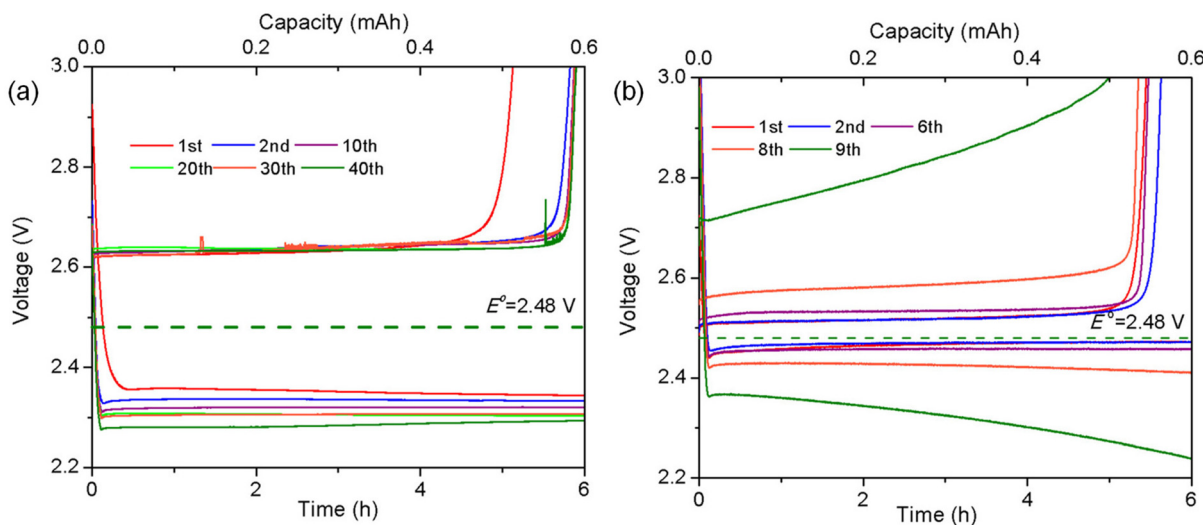 (a)
Capacity (mAh)
0.0 0.2 0.4 0.6
3.0
2.8
2.6
2.4
2.2
Voltage (V)
1st 2nd 10th
20th 30th 40th
E°=2.48 V
0 2 4 6
Time (h)
(b)
Capacity (mAh)
0.0 0.2 0.4 0.6
3.0
2.8
2.6
2.4
2.2
Voltage (V)
1st 2nd 6th
8th 9th
E°=2.48 V
0 2 4 6
Time (h)